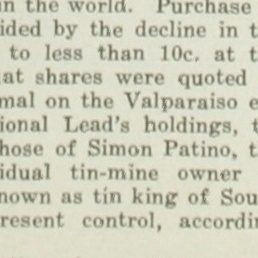 in the world. Purchase
ided by the decline in t
to less than 10c. at t
at shares were quoted
mal on the Valparaiso e
ional Lead's holdings, t
hose of Simon Patino, t
idual tin-mine owner
nown as tin king of Sou
resent control, accordin